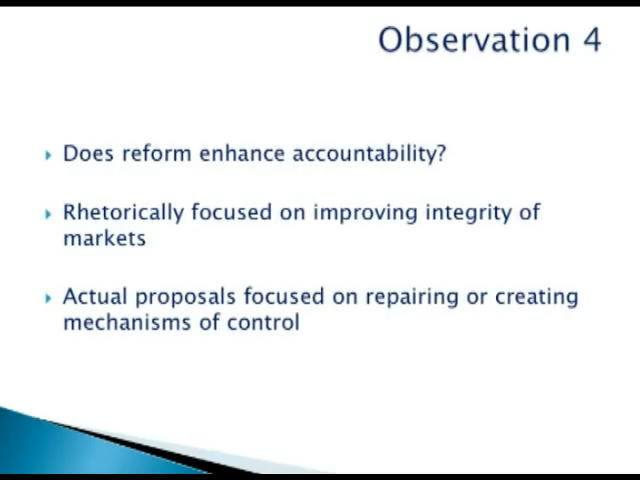 Observation 4
Does reform enhance accountability?
Rhetorically focused on improving integrity of
markets
Actual proposals focused on repairing or creating
mechanisms of control